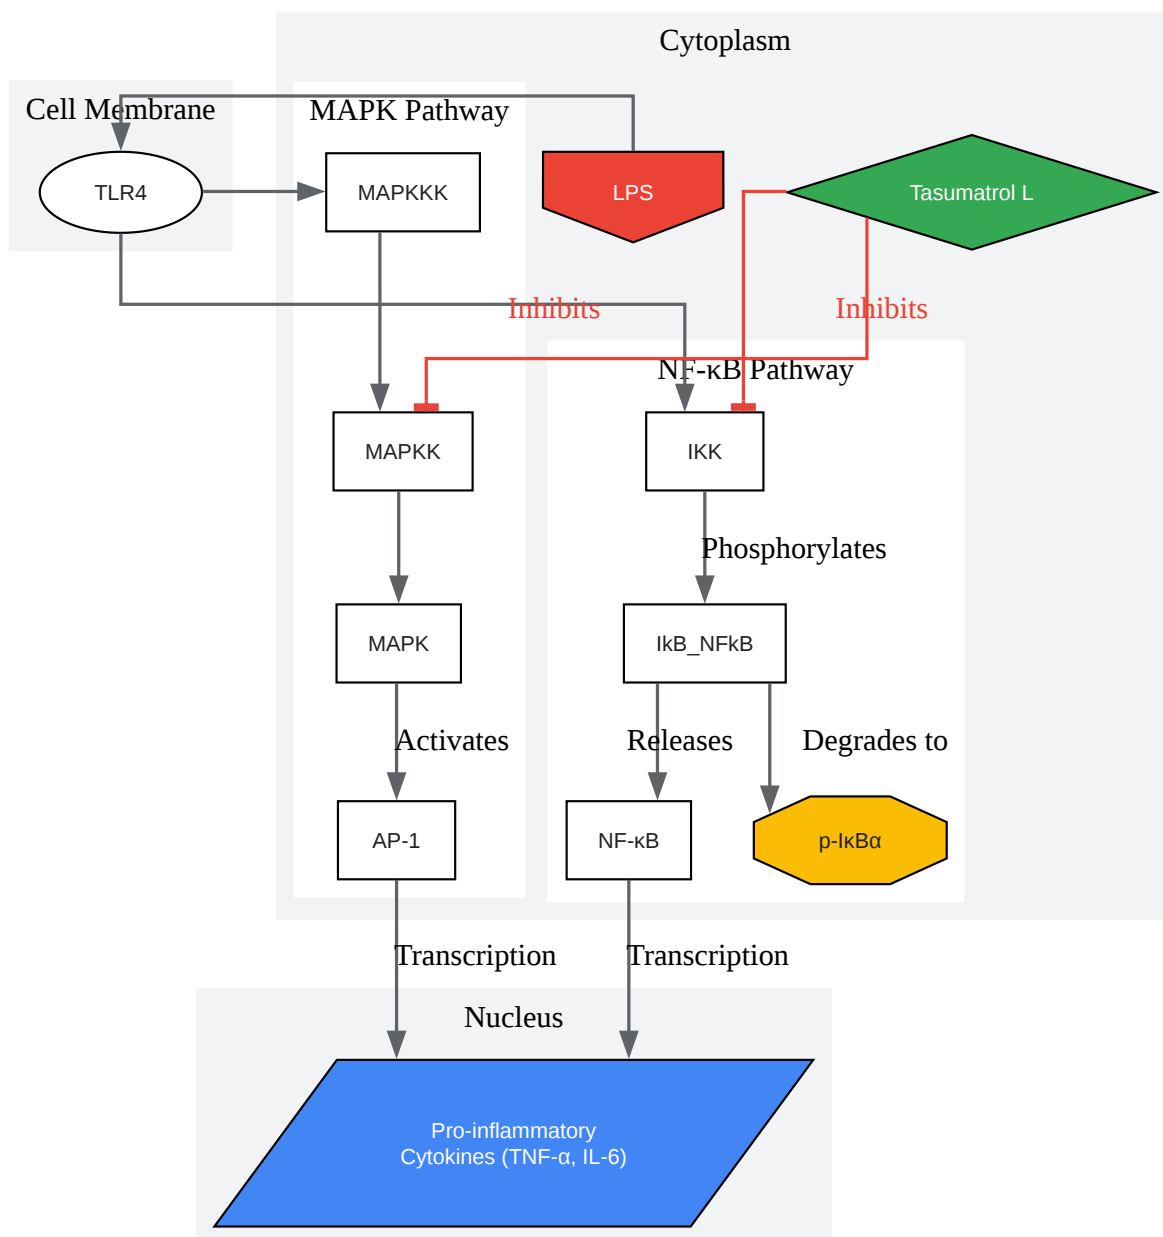 Cytoplasm
Cell Membrane
MAPK Pathway
TLR4
MAPKKK
LPS
Tasumatrol L
Inhibits
Inhibits
NF-κB Pathway
MAPKK
IKK
Phosphorylates
MAPK
IkB_NFkB
Activates
Releases
Degrades to
AP-1
NF-κB
p-IκBα
Transcription
Transcription
Nucleus
Pro-inflammatory
Cytokines (TNF-α, IL-6)